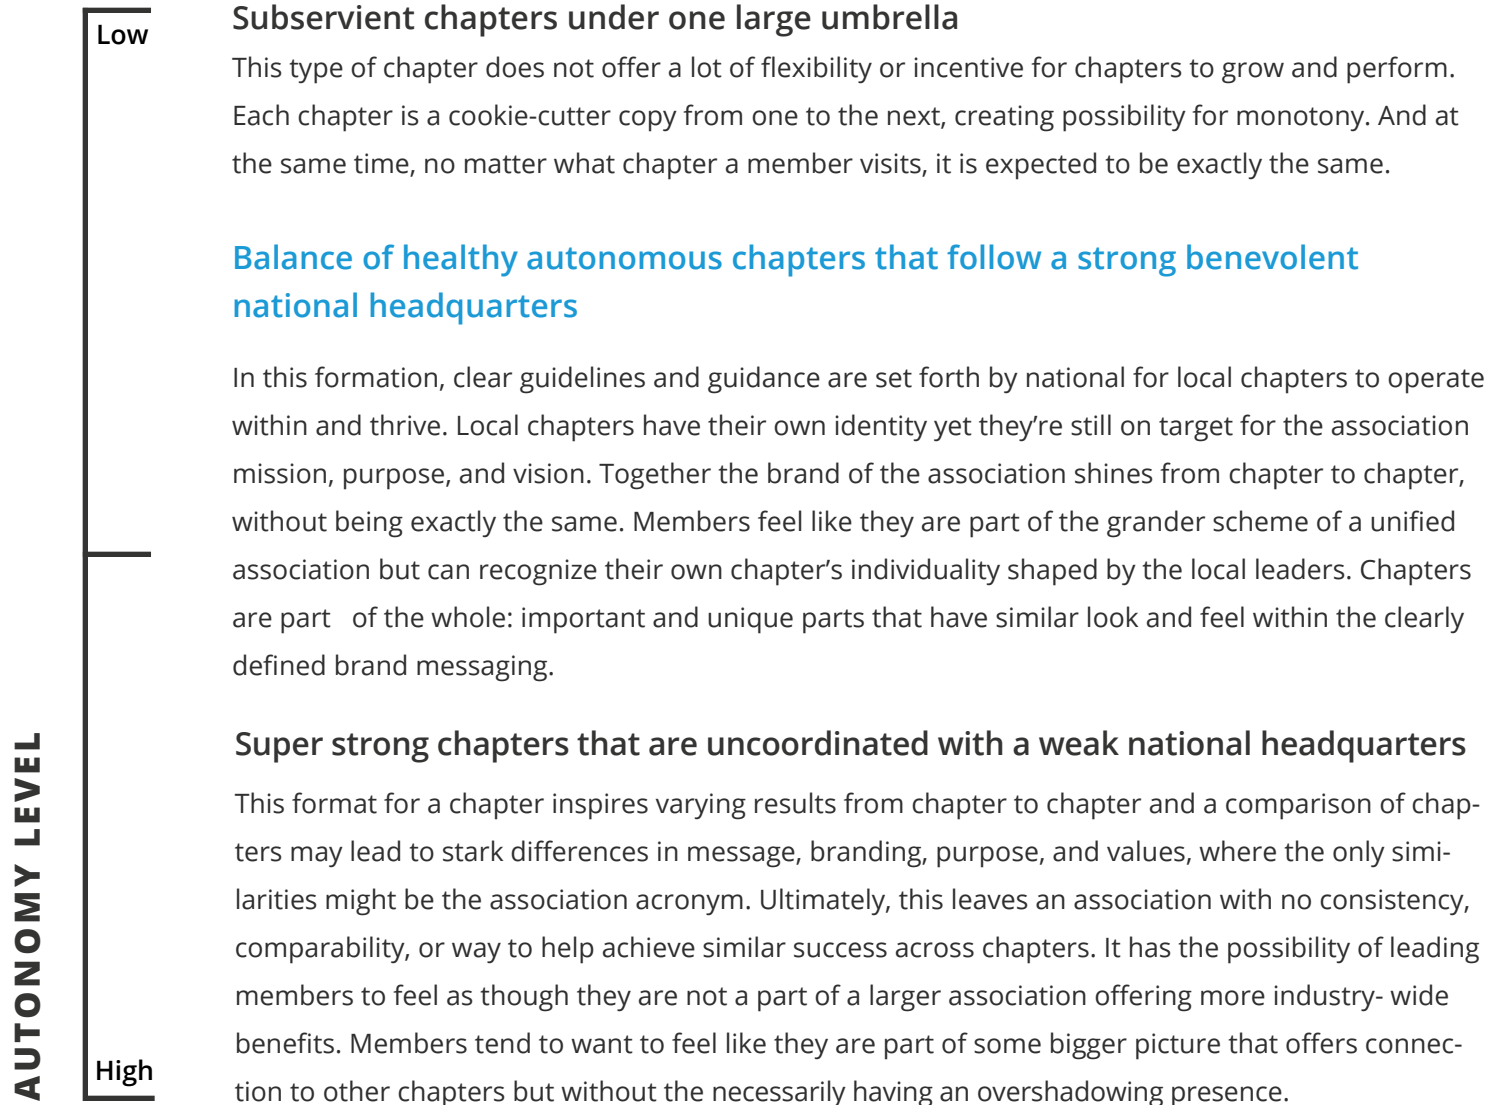 Low
Subservient chapters under one large umbrella
This type of chapter does not offer a lot of flexibility or incentive for chapters to grow and perform.
Each chapter is a cookie-cutter copy from one to the next, creating possibility for monotony. And at
the same time, no matter what chapter a member visits, it is expected to be exactly the same.
Balance of healthy autonomous chapters that follow a strong benevolent
national headquarters
In this formation, clear guidelines and guidance are set forth by national for local chapters to operate
within and thrive. Local chapters have their own identity yet they’re still on target for the association
mission, purpose, and vision. Together the brand of the association shines from chapter to chapter,
without being exactly the same. Members feel like they are part of the grander scheme of a unified
association but can recognize their own chapter’s individuality shaped by the local leaders. Chapters
are part of the whole: important and unique parts that have similar look and feel within the clearly
defined brand messaging.
Super strong chapters that are uncoordinated with a weak national headquarters
This format for a chapter inspires varying results from chapter to chapter and a comparison of chap-
ters may lead to stark differences in message, branding, purpose, and values, where the only simi-
larities might be the association acronym. Ultimately, this leaves an association with no consistency,
comparability, or way to help achieve similar success across chapters. It has the possibility of leading
members to feel as though they are not a part of a larger association offering more industry- wide
benefits. Members tend to want to feel like they are part of some bigger picture that offers connec-
tion to other chapters but without the necessarily having an overshadowing presence.
High
AUTONOMY LEVEL